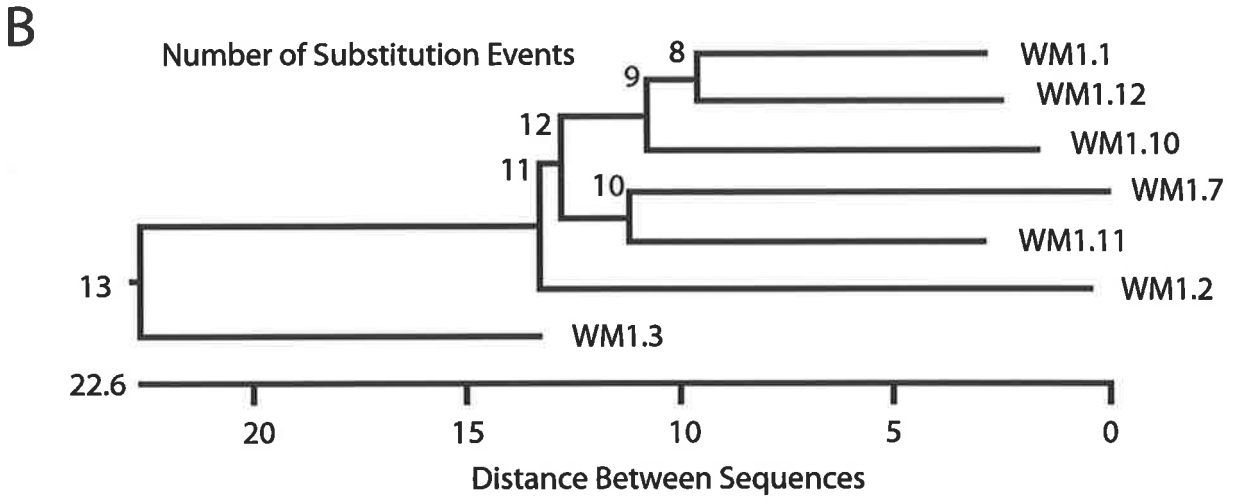 B
Number of Substitution Events
8
WM1.1
9
WM1.12
12
WM1.10
11
10
WM1.7
WM1.11
13
WM1.2
WM1.3
22.6
20 15 10 5 0
Distance Between Sequences